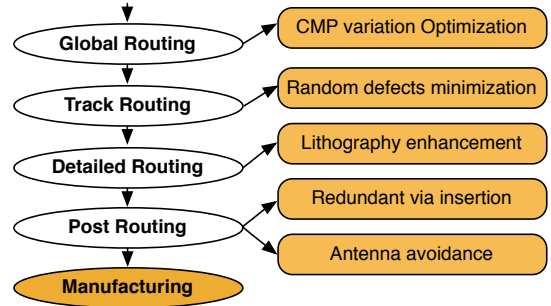 Global Routing
CMP variation Optimization
Track Routing
Random defects minimization
Detailed Routing
Lithography enhancement
Post Routing
Redundant via insertion
Antenna avoidance
Manufacturing